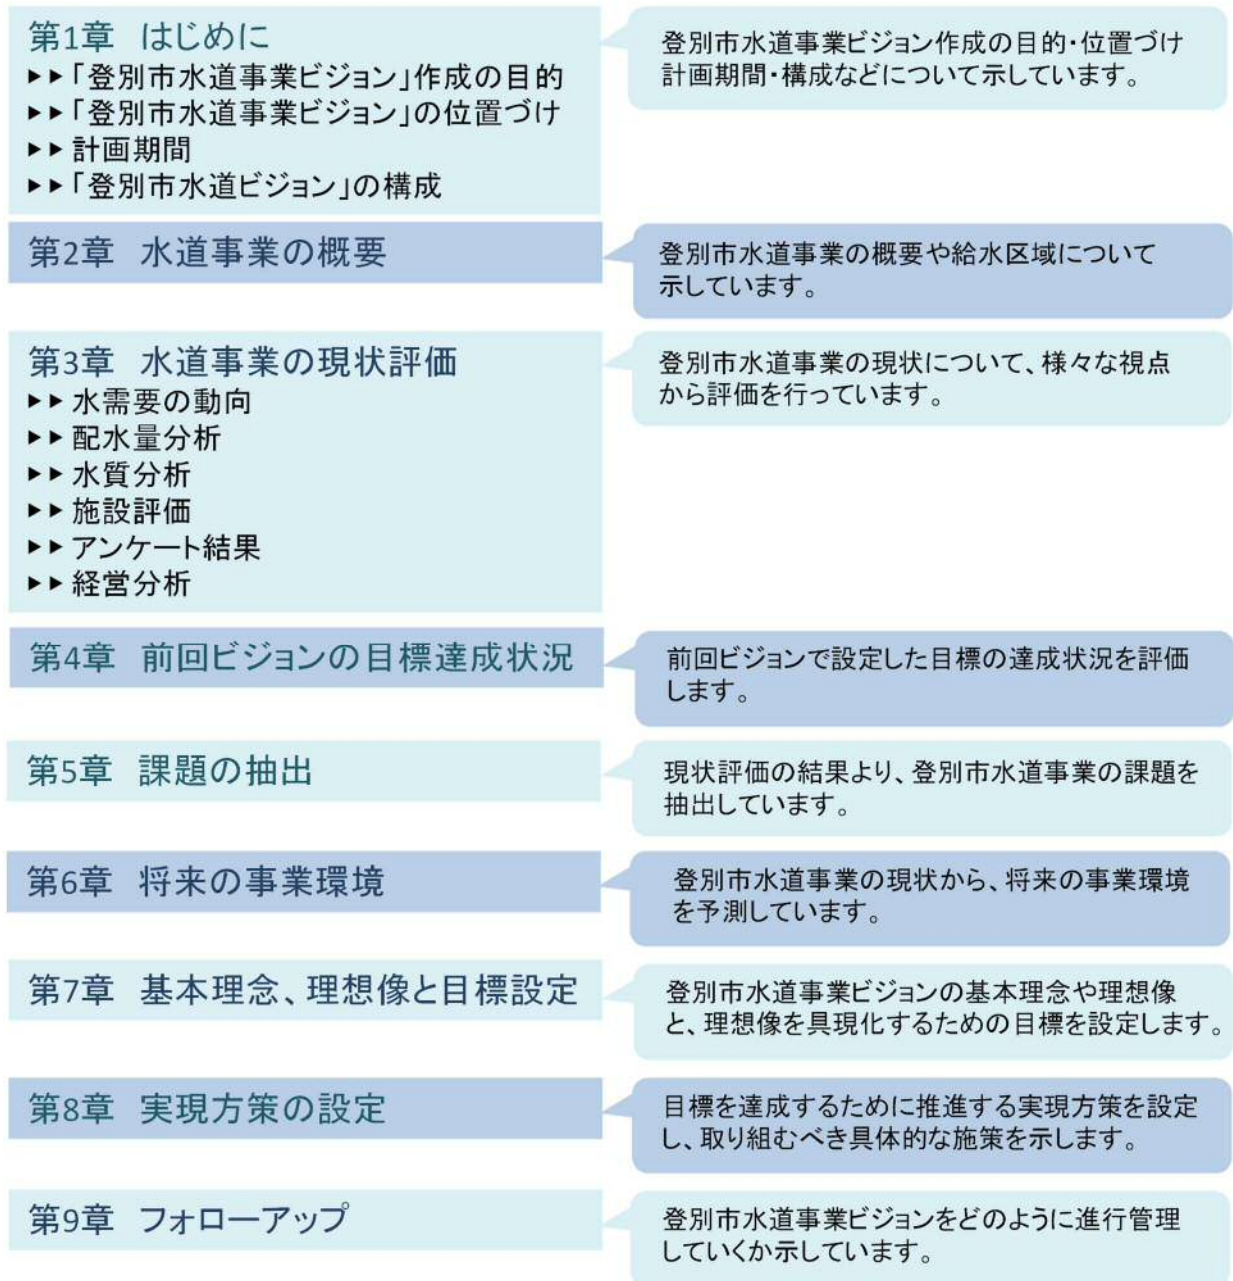 第1章 はじめに
▶▶「登別市水道事業ビジョン」作成の目的
▶▶「登別市水道事業ビジョン」の位置づけ
▶▶計画期間
▶▶「登別市水道ビジョン」の構成
登別市水道事業ビジョン作成の目的・位置づけ
計画期間・構成などについて示しています。
第2章 水道事業の概要
登別市水道事業の概要や給水区域について
示しています。
第3章 水道事業の現状評価
▶▶水需要の動向
▶▶配水量分析
▶▶水質分析
▶▶施設評価
▶▶アンケート結果
▶▶経営分析
登別市水道事業の現状について、様々な視点
から評価を行っています。
第4章 前回ビジョンの目標達成状況
前回ビジョンで設定した目標の達成状況を評価
します。
第5章 課題の抽出
現状評価の結果より、登別市水道事業の課題を
抽出しています。
第6章 将来の事業環境
登別市水道事業の現状から、将来の事業環境
を予測しています。
第7章 基本理念、理想像と目標設定
登別市水道事業ビジョンの基本理念や理想像
と、理想像を具現化するための目標を設定します。
第8章 実現方策の設定
目標を達成するために推進する実現方策を設定
し、取り組むべき具体的な施策を示します。
第9章 フォローアップ
登別市水道事業ビジョンをどのように進行管理
していくか示しています。